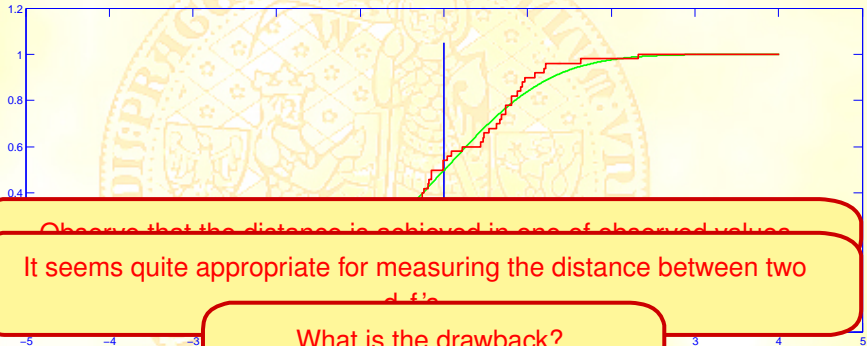 1.2
1
0.8
0.6
0.4
Observe that the distance is achieved in one of observed values
It seems quite appropriate for measuring the distance between two
d.f.'s
What is the drawback?
−5 −4 −3 3 4 5